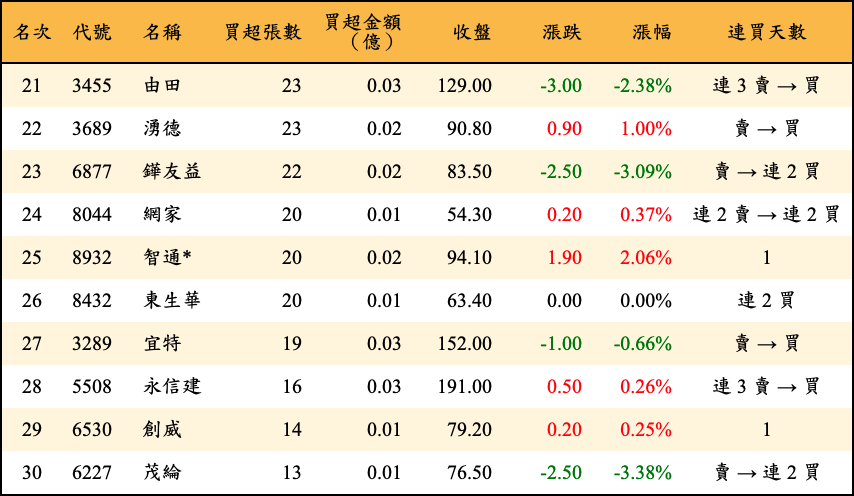 名次 代號 名稱 買超張數 買超金額（億） 收盤 漲跌 漲幅 連買天數
21 3455 由田 23 0.03 129.00 -3.00 -2.38% 連 3 賣 → 買
22 3689 湧德 23 0.02 90.80 0.90 1.00% 賣 → 買
23 6877 鏵友益 22 0.02 83.50 -2.50 -3.09% 賣 → 連 2 買
24 8044 網家 20 0.01 54.30 0.20 0.37% 連 2 賣 → 連 2 買
25 8932 智通* 20 0.02 94.10 1.90 2.06% 1
26 8432 東生華 20 0.01 63.40 0.00 0.00% 連 2 買
27 3289 宜特 19 0.03 152.00 -1.00 -0.66% 賣 → 買
28 5508 永信建 16 0.03 191.00 0.50 0.26% 連 3 賣 → 買
29 6530 創威 14 0.01 79.20 0.20 0.25% 1
30 6227 茂綸 13 0.01 76.50 -2.50 -3.38% 賣 → 連 2 買